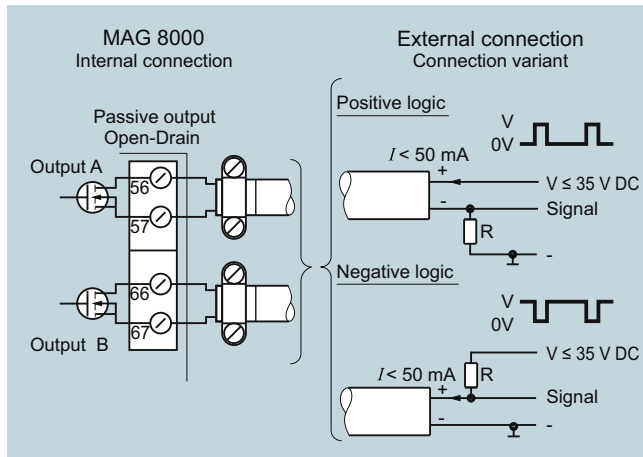 MAG 8000
Internal connection
Passive output
Open-Drain
Output A
56
57
66
67
Output B
External connection
Connection variant
Positive logic
V
0V
I < 50 mA
+
V ≤ 35 V DC
-
Signal
R
-
Negative logic
V
0V
V ≤ 35 V DC
I < 50 mA
R
+
Signal
-
-